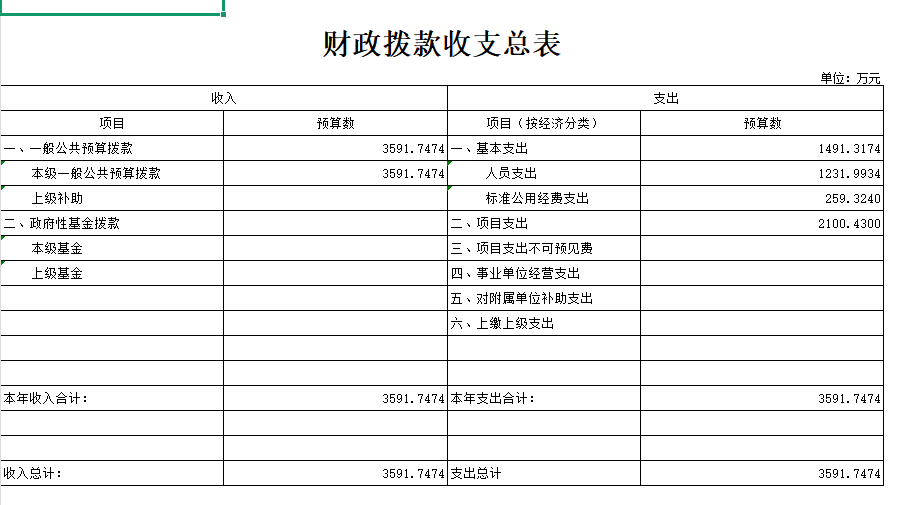 财政拨款收支总表
单位：万元
收入 支出
项目 预算数 项目（按经济分类） 预算数
一、一般公共预算拨款 3591.7474 一、基本支出 1491.3174
本级一般公共预算拨款 3591.7474 人员支出 1231.9934
上级补助 标准公用经费支出 259.3240
二、政府性基金拨款 二、项目支出 2100.4300
本级基金 三、项目支出不可预见费
上级基金 四、事业单位经营支出
五、对附属单位补助支出
六、上缴上级支出
本年收入合计： 3591.7474 本年支出合计： 3591.7474
收入总计： 3591.7474 支出总计 3591.7474